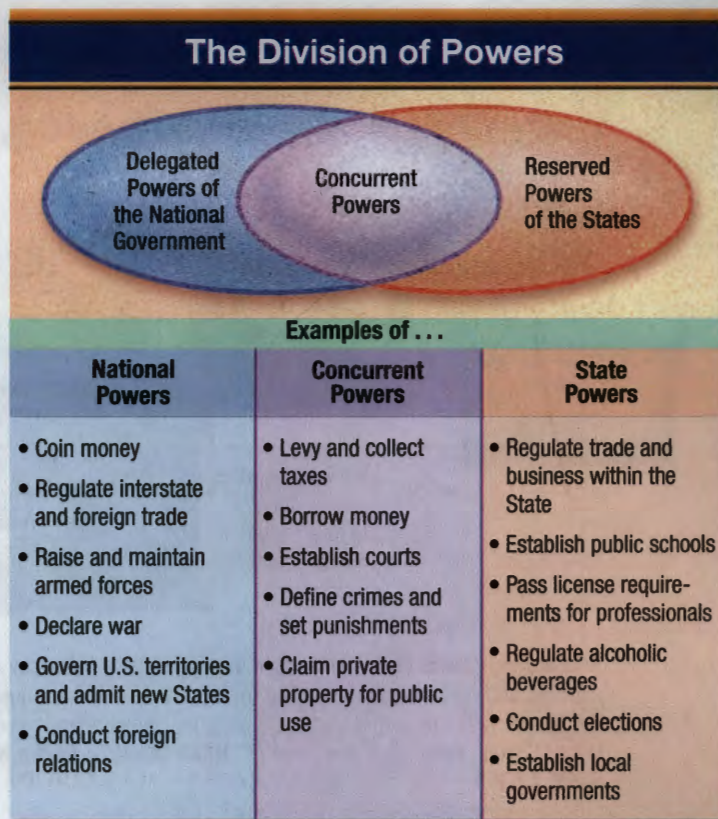 The Division of Powers
Delegated
Powers of
the National
Government
Concurrent
Powers
Reserved
Powers
of the States
Examples of ...
National
Powers
• Coin money
• Regulate interstate
and foreign trade
• Raise and maintain
armed forces
• Declare war
• Govern U.S. territories
and admit new States
• Conduct foreign
relations
Concurrent
Powers
• Levy and collect
taxes
• Borrow money
• Establish courts
• Define crimes and
set punishments
• Claim private
property for public
use
State
Powers
• Regulate trade and
business within the
State
• Establish public schools
• Pass license require-
ments for professionals
• Regulate alcoholic
beverages
• Conduct elections
• Establish local
governments